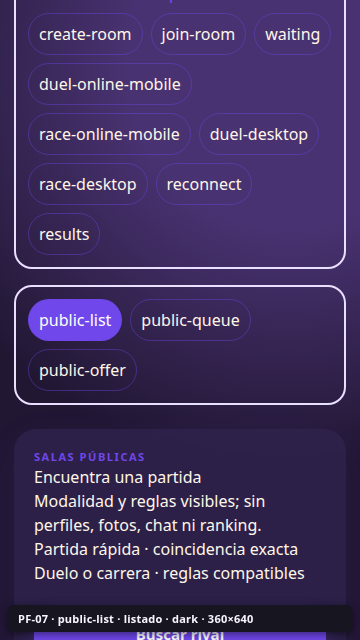 create-room join-room waiting
duel-online-mobile
race-online-mobile duel-desktop
race-desktop reconnect
results
public-list public-queue
public-offer
SALAS PÚBLICAS
Encuentra una partida
Modalidad y reglas visibles; sin
perfiles, fotos, chat ni ranking.
Partida rápida · coincidencia exacta
Duelo o carrera · reglas compatibles
PF-07 · public-list · listado · dark · 360×640
Buscar rival